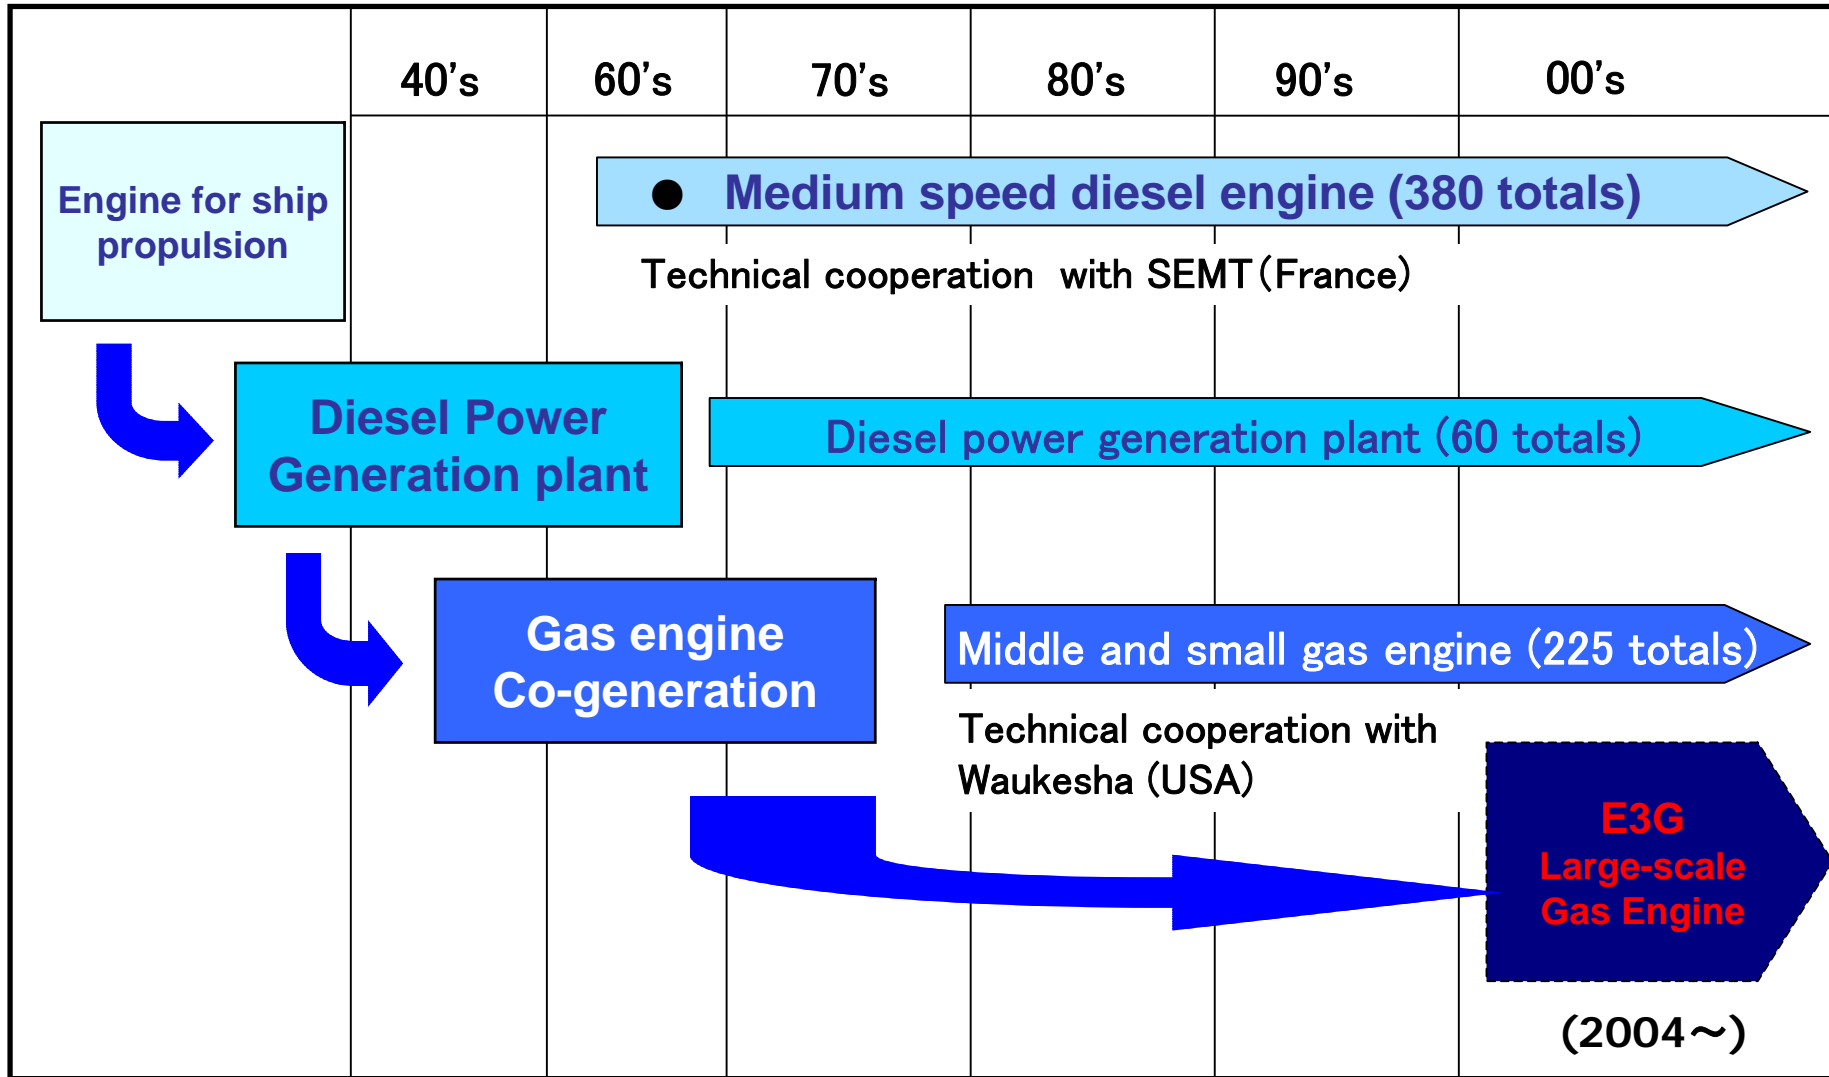 40's 60's 70's 80's 90's 00's
Engine for ship
propulsion
● Medium speed diesel engine (380 totals)
Technical cooperation with SEMT(France)
Diesel Power
Generation plant
Diesel power generation plant (60 totals)
Gas engine
Co-generation
Middle and small gas engine (225 totals)
Technical cooperation with
Waukesha (USA)
E3G
Large-scale
Gas Engine
(2004～)